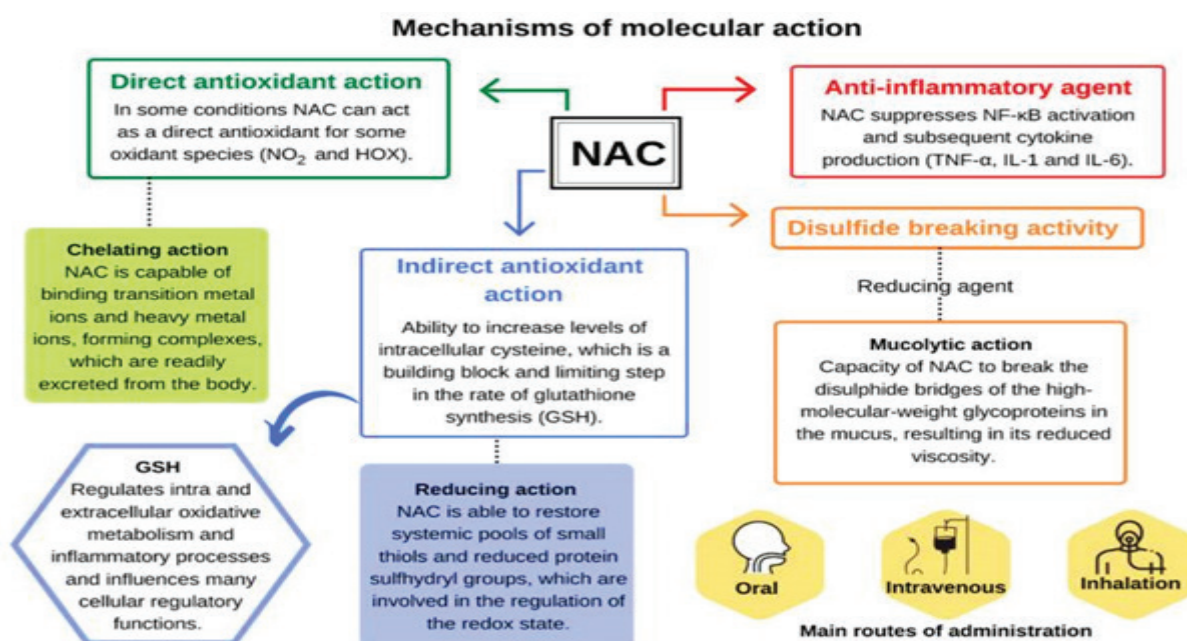 Mechanisms of molecular action
Direct antioxidant action
In some conditions NAC can act
as a direct antioxidant for some
oxidant species (NO₂ and HOX).
NAC
Anti-inflammatory agent
NAC suppresses NF-κB activation
and subsequent cytokine
production (TNF-α, IL-1 and IL-6).
Disulfide breaking activity
Chelating action
NAC is capable of
binding transition metal
ions and heavy metal
ions, forming complexes,
which are readily
excreted from the body.
Indirect antioxidant
action
Ability to increase levels of
intracellular cysteine, which is a
building block and limiting step
in the rate of glutathione
synthesis (GSH).
Reducing agent
Mucolytic action
Capacity of NAC to break the
disulphide bridges of the high-
molecular-weight glycoproteins in
the mucus, resulting in its reduced
viscosity.
GSH
Regulates intra and
extracellular oxidative
metabolism and
inflammatory processes
and influences many
cellular regulatory
functions.
Reducing action
NAC is able to restore
systemic pools of small
thiols and reduced protein
sulfhydryl groups, which are
involved in the regulation of
the redox state.
Oral
Intravenous
Inhalation
Main routes of administration